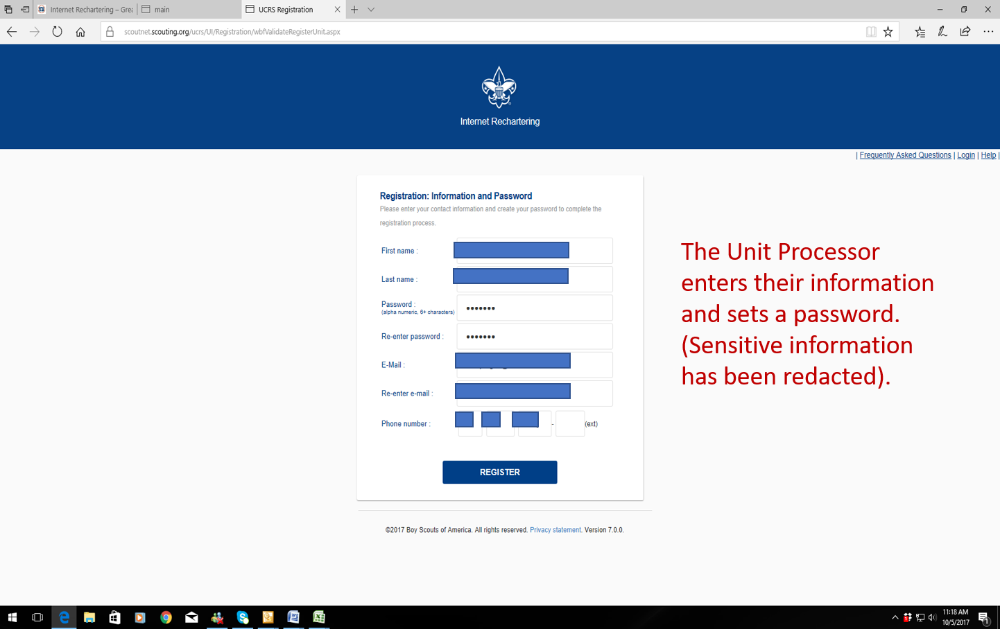 Internet Rechartering – Grea
main
UCRS Registration
scoutnet.scouting.org/ucrs/UI/Registration/wbfValidateRegisterUnit.aspx
Internet Rechartering
| Frequently Asked Questions | Login | Help |
Registration: Information and Password
Please enter your contact information and create your password to complete the
registration process.
First name :
Last name :
Password :
(alpha numeric, 6+ characters)
•••••••
Re-enter password :
•••••••
E-Mail :
Re-enter e-mail :
Phone number :
-
(ext)
REGISTER
The Unit Processor
enters their information
and sets a password.
(Sensitive information
has been redacted).
©2017 Boy Scouts of America. All rights reserved. Privacy statement. Version 7.0.0.
11:18 AM
10/5/2017
1